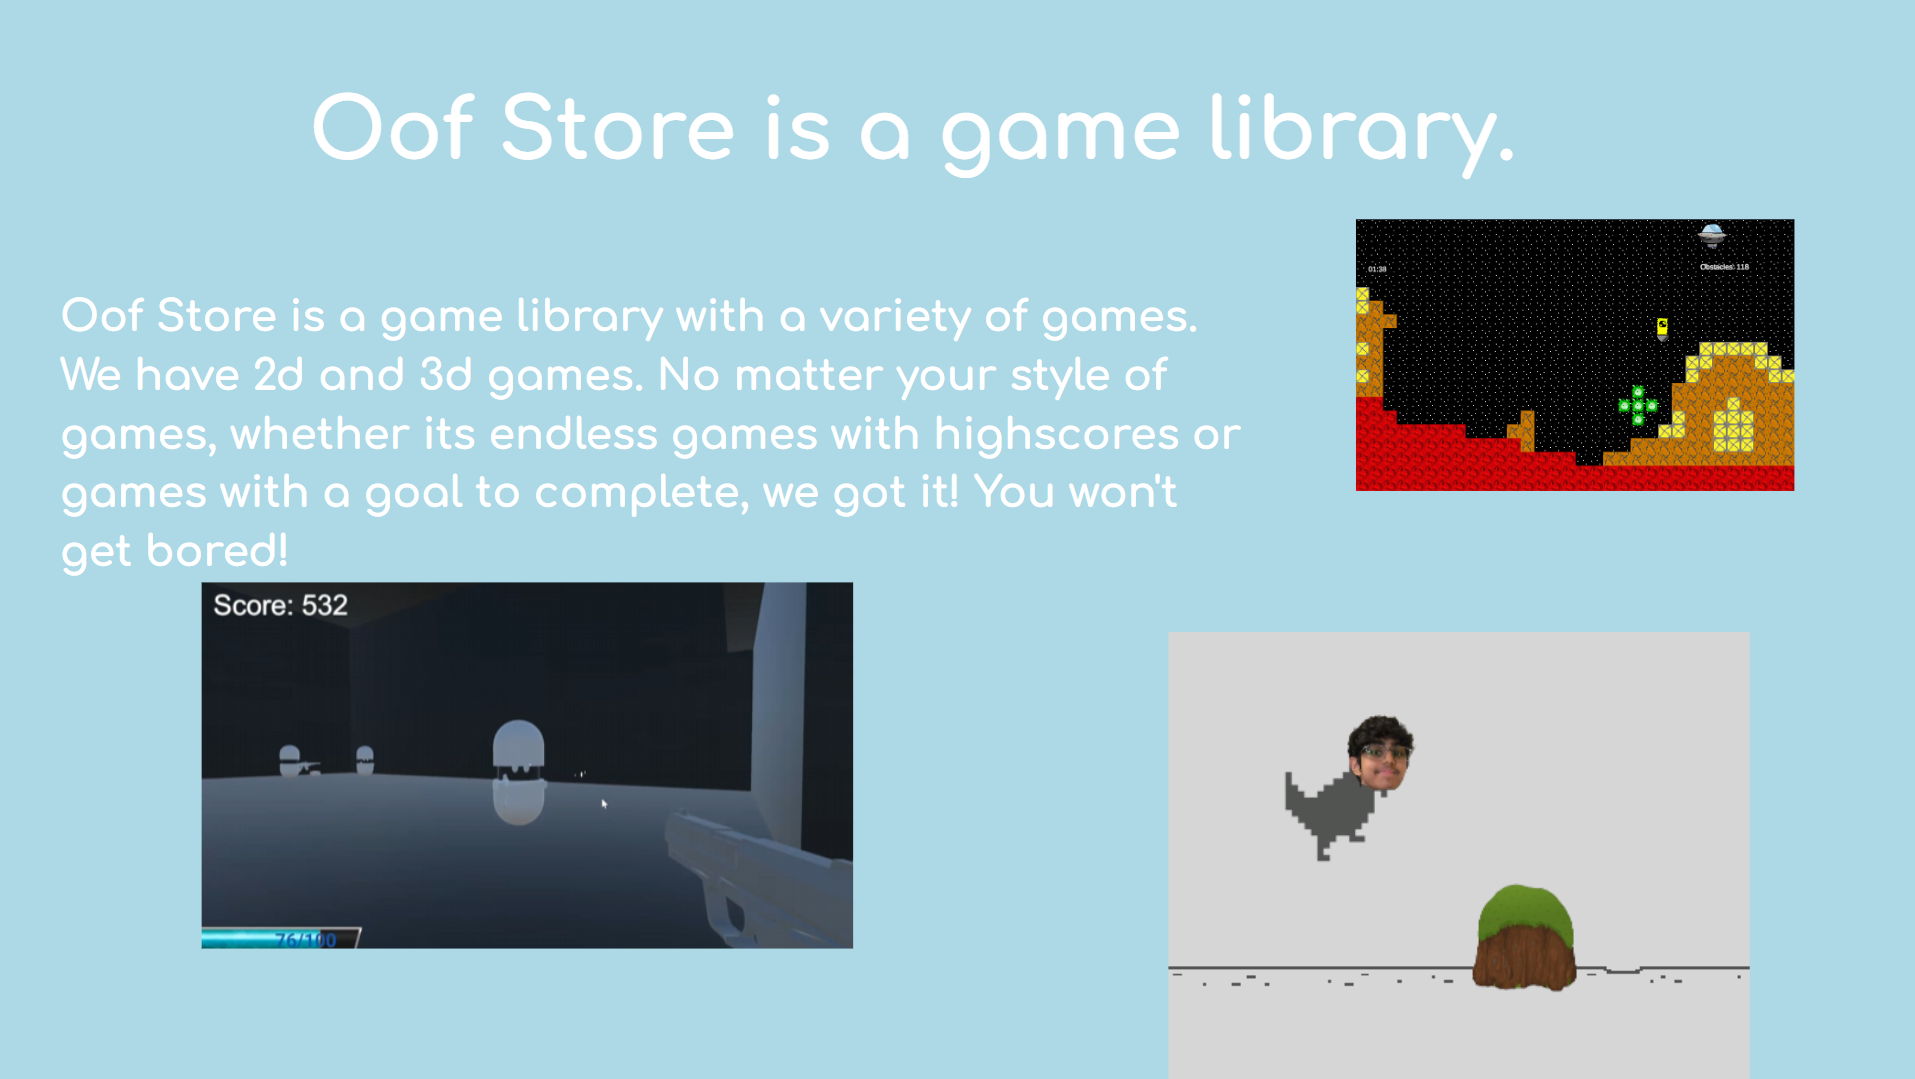 Oof Store is a game library.
Oof Store is a game library with a variety of games.
We have 2d and 3d games. No matter your style of
games, whether its endless games with highscores or
games with a goal to complete, we got it! You won't
get bored!
01:38
Obstacles: 118
Score: 532
76/100